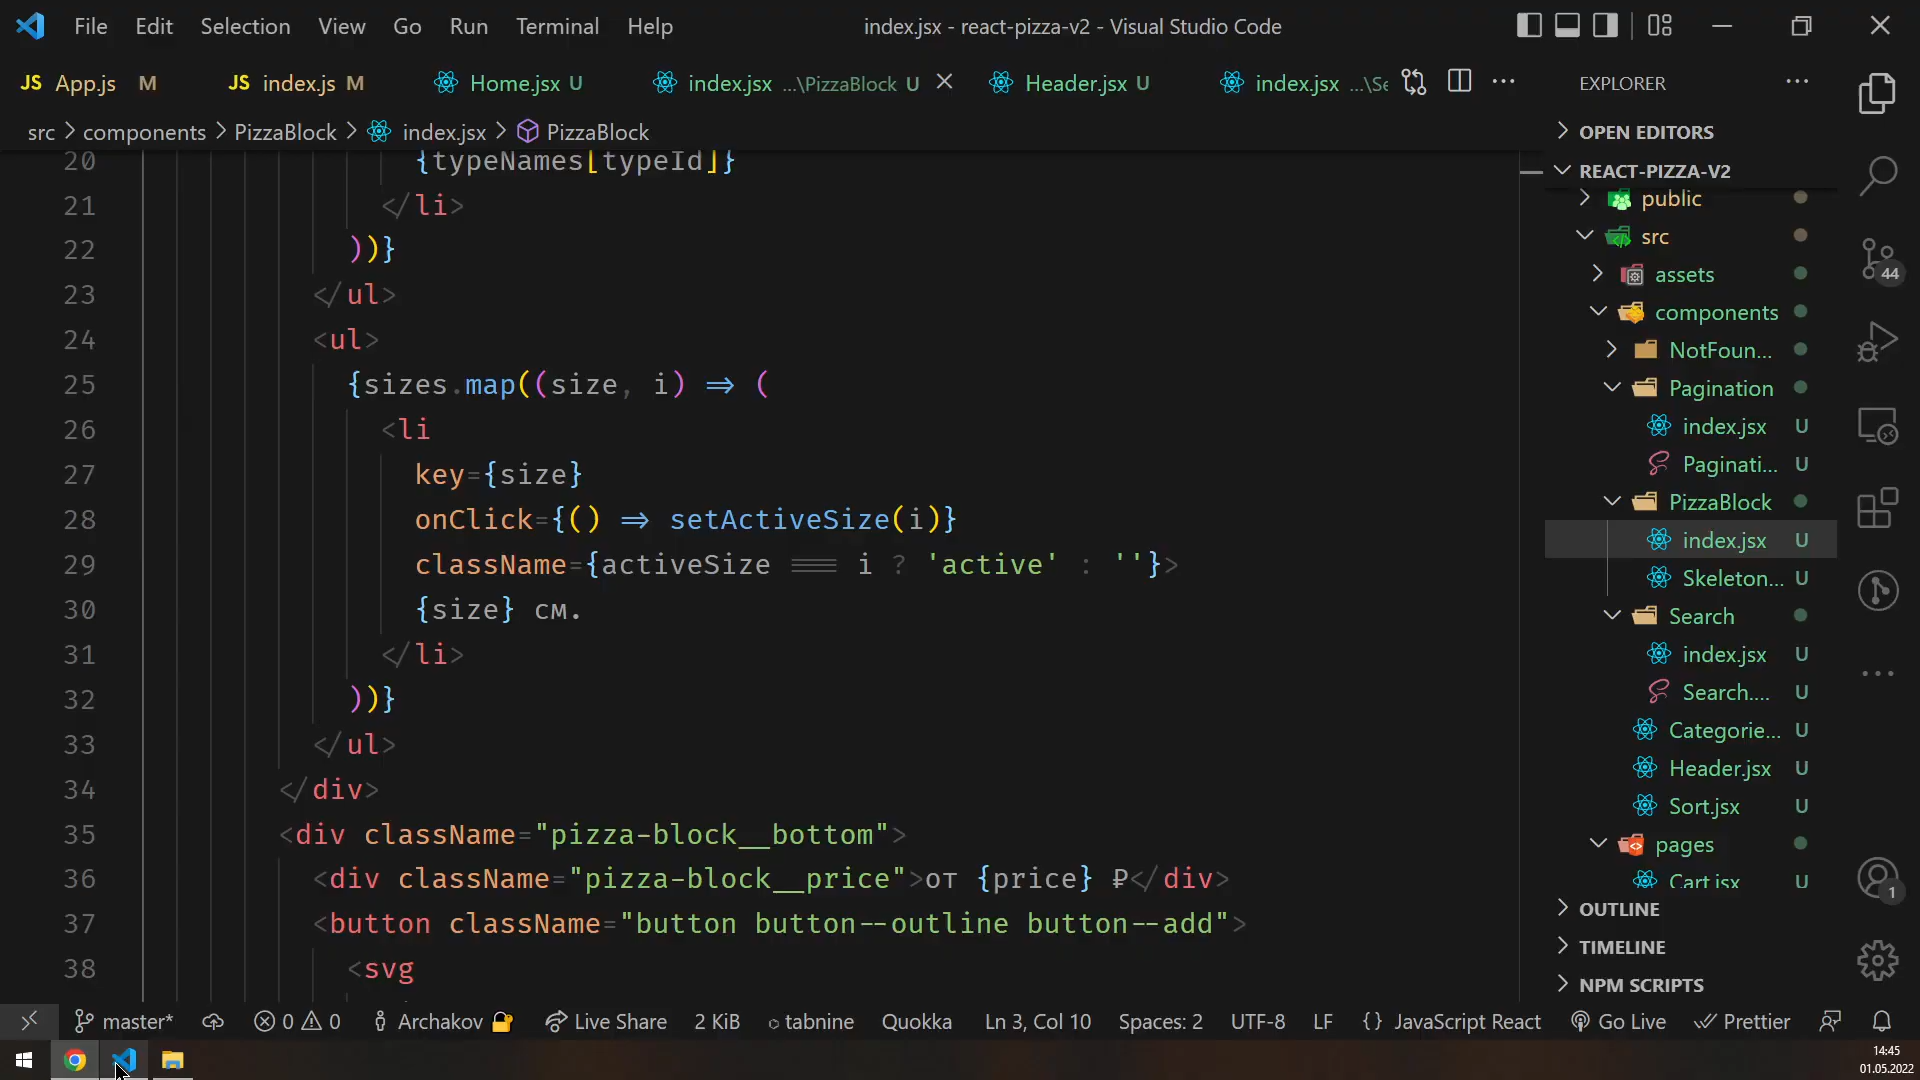 File Edit Selection View Go Run Terminal Help
index.jsx - react-pizza-v2 - Visual Studio Code
JS App.js M
JS index.js M
Home.jsx U
index.jsx ...\PizzaBlock U
Header.jsx U
index.jsx ...\Se
EXPLORER
src > components > PizzaBlock > index.jsx > PizzaBlock
OPEN EDITORS
REACT-PIZZA-V2
20 {typeNames[typeId]}
21 </li>
22 ))}
23 </ul>
24 <ul>
25 {sizes.map((size, i) => (
26 <li
27 key={size}
28 onClick={() => setActiveSize(i)}
29 className={activeSize === i ? 'active' : ''}>
30 {size} см.
31 </li>
32 ))}
33 </ul>
34 </div>
35 <div className="pizza-block__bottom">
36 <div className="pizza-block__price">от {price} ₽</div>
37 <button className="button button--outline button--add">
38 <svg
public
src
assets
components
NotFoun...
Pagination
index.jsx U
Paginati... U
PizzaBlock
index.jsx U
Skeleton... U
Search
index.jsx U
Search.... U
Categorie... U
Header.jsx U
Sort.jsx U
pages
Cart.jsx U
OUTLINE
TIMELINE
NPM SCRIPTS
44
1
master* 0 0 Archakov Live Share 2 KiB tabnine Quokka Ln 3, Col 10 Spaces: 2 UTF-8 LF {} JavaScript React Go Live Prettier
14:45
01.05.2022